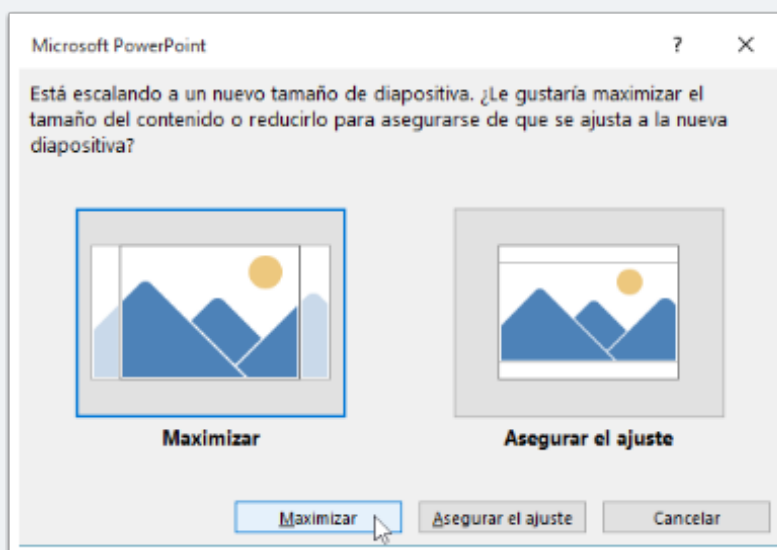 Microsoft PowerPoint
?
Está escalando a un nuevo tamaño de diapositiva. ¿Le gustaría maximizar el
tamaño del contenido o reducirlo para asegurarse de que se ajusta a la nueva
diapositiva?
Maximizar
Asegurar el ajuste
Maximizar
Asegurar el ajuste
Cancelar